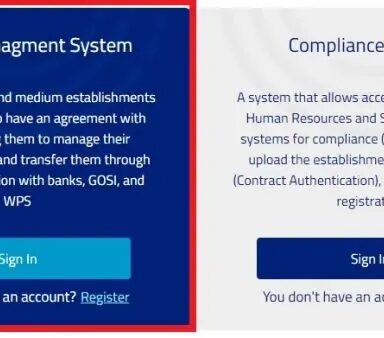 nagment System
nd medium establishments
o have an agreement with
g them to manage their
and transfer them through
ion with banks, GOSI, and
WPS
Sign In
an account? Register
Compliance
A system that allows acce
Human Resources and S
systems for compliance (
upload the establishme
(Contract Authentication),
registrat
Sign I
You don't have an ac